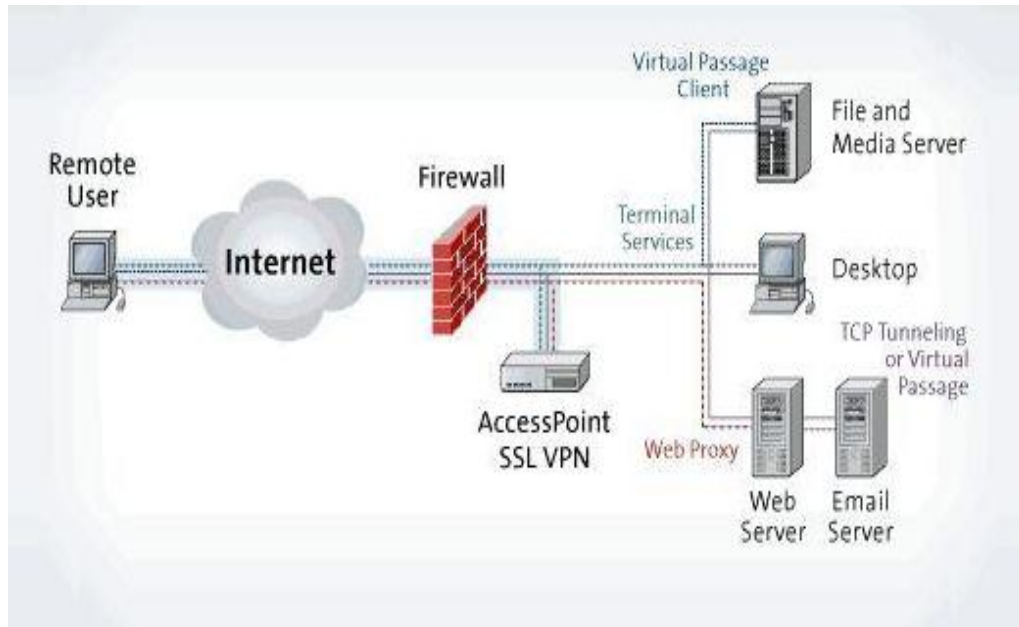 Virtual Passage
Client
File and
Media Server
Remote
User
Firewall
Terminal
Services
Internet
Desktop
TCP Tunneling
or Virtual
Passage
AccessPoint
SSL VPN
Web Proxy
Web
Server
Email
Server